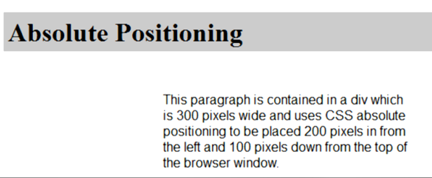 Absolute Positioning
This paragraph is contained in a div which
is 300 pixels wide and uses CSS absolute
positioning to be placed 200 pixels in from
the left and 100 pixels down from the top of
the browser window.